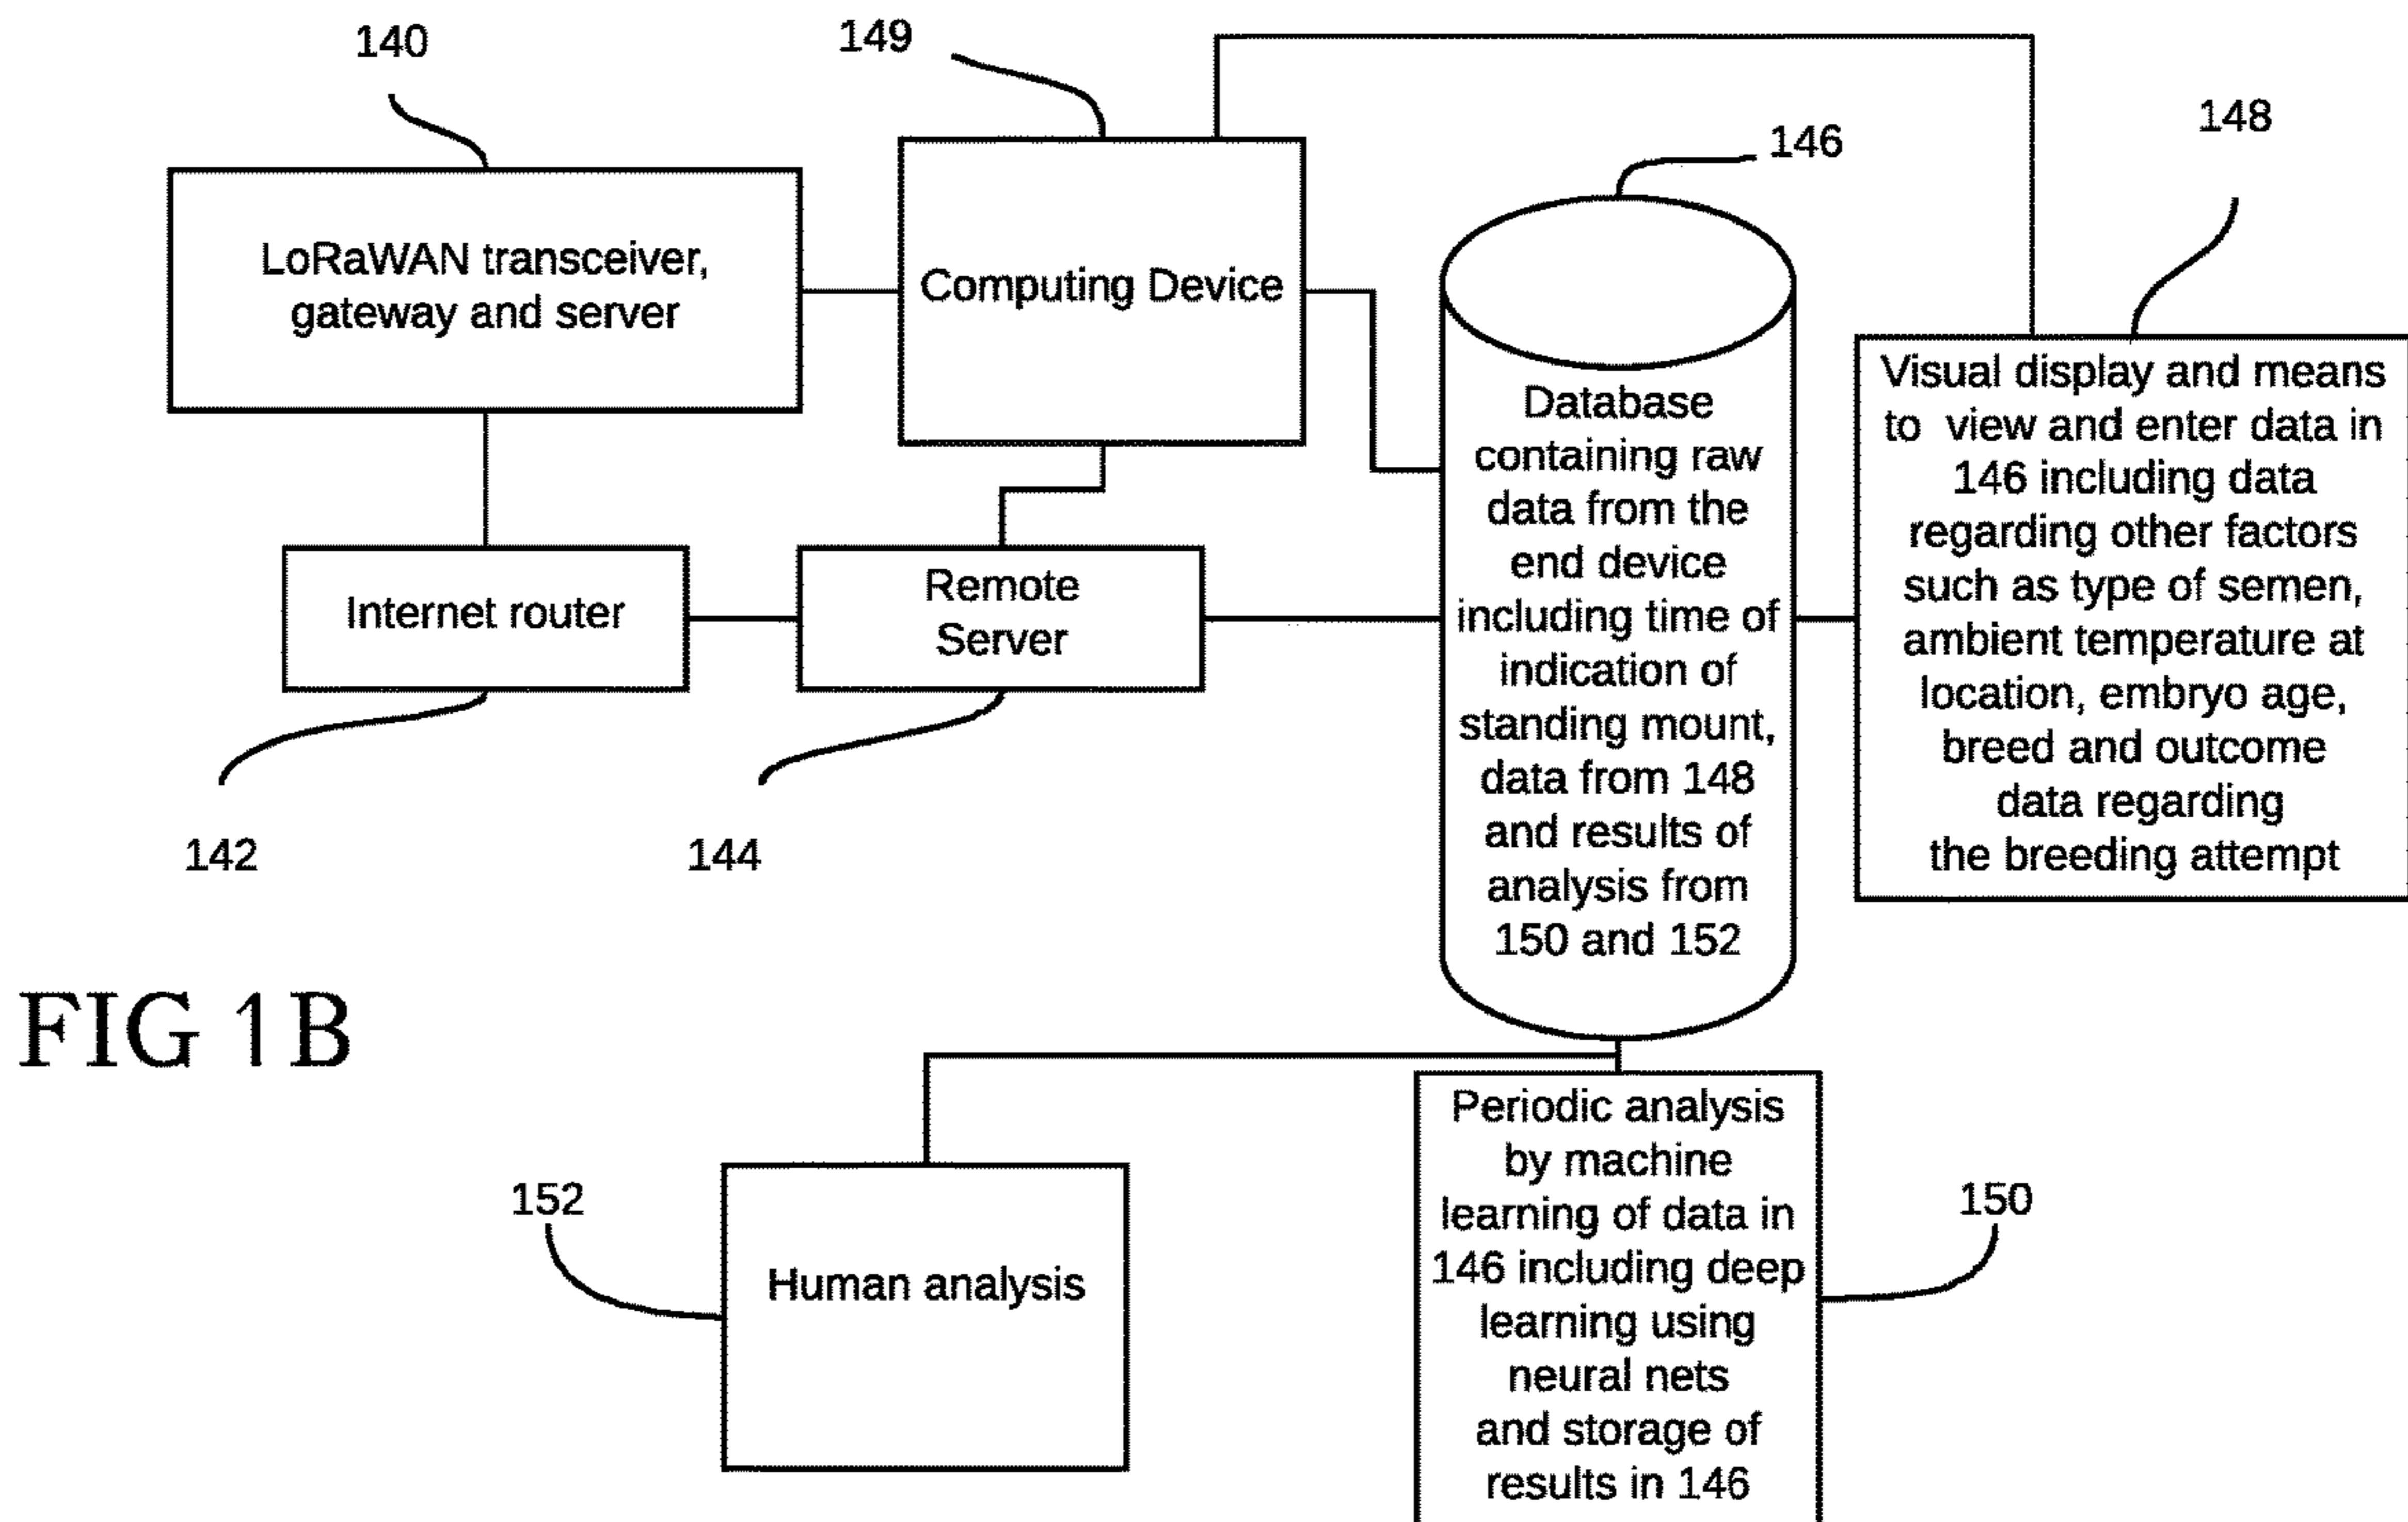 140
149
148
146
LoRaWAN transceiver,
gateway and server
Computing Device
Database
containing raw
data from the
end device
including time of
indication of
standing mount,
data from 148
and results of
analysis from
150 and 152
Visual display and means
to view and enter data in
146 including data
regarding other factors
such as type of semen,
ambient temperature at
location, embryo age,
breed and outcome
data regarding
the breeding attempt
Internet router
Remote
Server
142
144
FIG 1B
152
Human analysis
Periodic analysis
by machine
learning of data in
146 including deep
learning using
neural nets
and storage of
results in 146
150